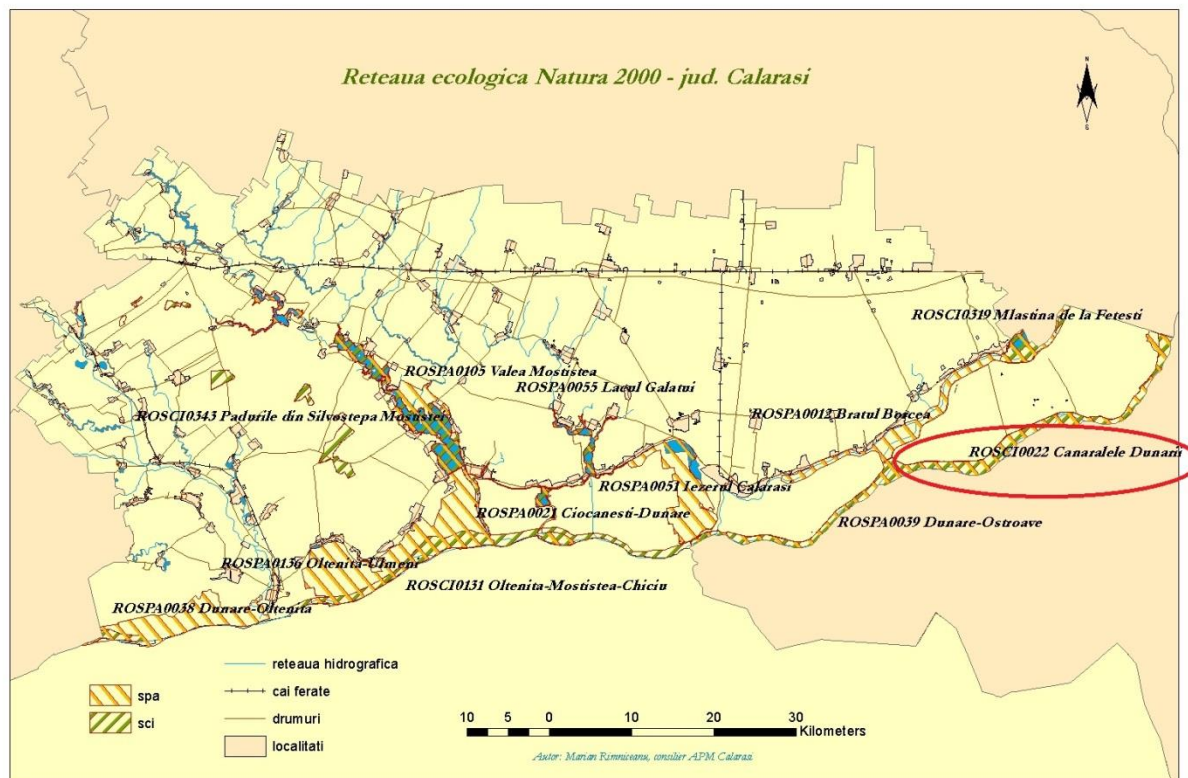 Reteaua ecologica Natura 2000 - jud. Calarasi
N
S
ROSCI0319 Mlastina de la Fetesti
ROSPA0105 Valea Mostistea
ROSPA0055 Lacul Galatui
ROSCI0343 Padurile din Silvostepa Mostistei
ROSPA0012 Bratul Borcea
ROSCI0022 Canaralele Dunarii
ROSPA0051 Iezerul Calarasi
ROSPA0021 Ciocanesti-Dunare
ROSPA0039 Dunare-Ostroave
ROSPA0136 Oltenita-Ulmeni
ROSCI0131 Oltenita-Mostistea-Chiciu
ROSPA0038 Dunare-Oltenita
reteaua hidrografica
spa
cai ferate
sci
drumuri
localitati
10 5 0 10 20 30
Kilometers
Autor: Marian Rimniceanu, consilier APM Calarasi